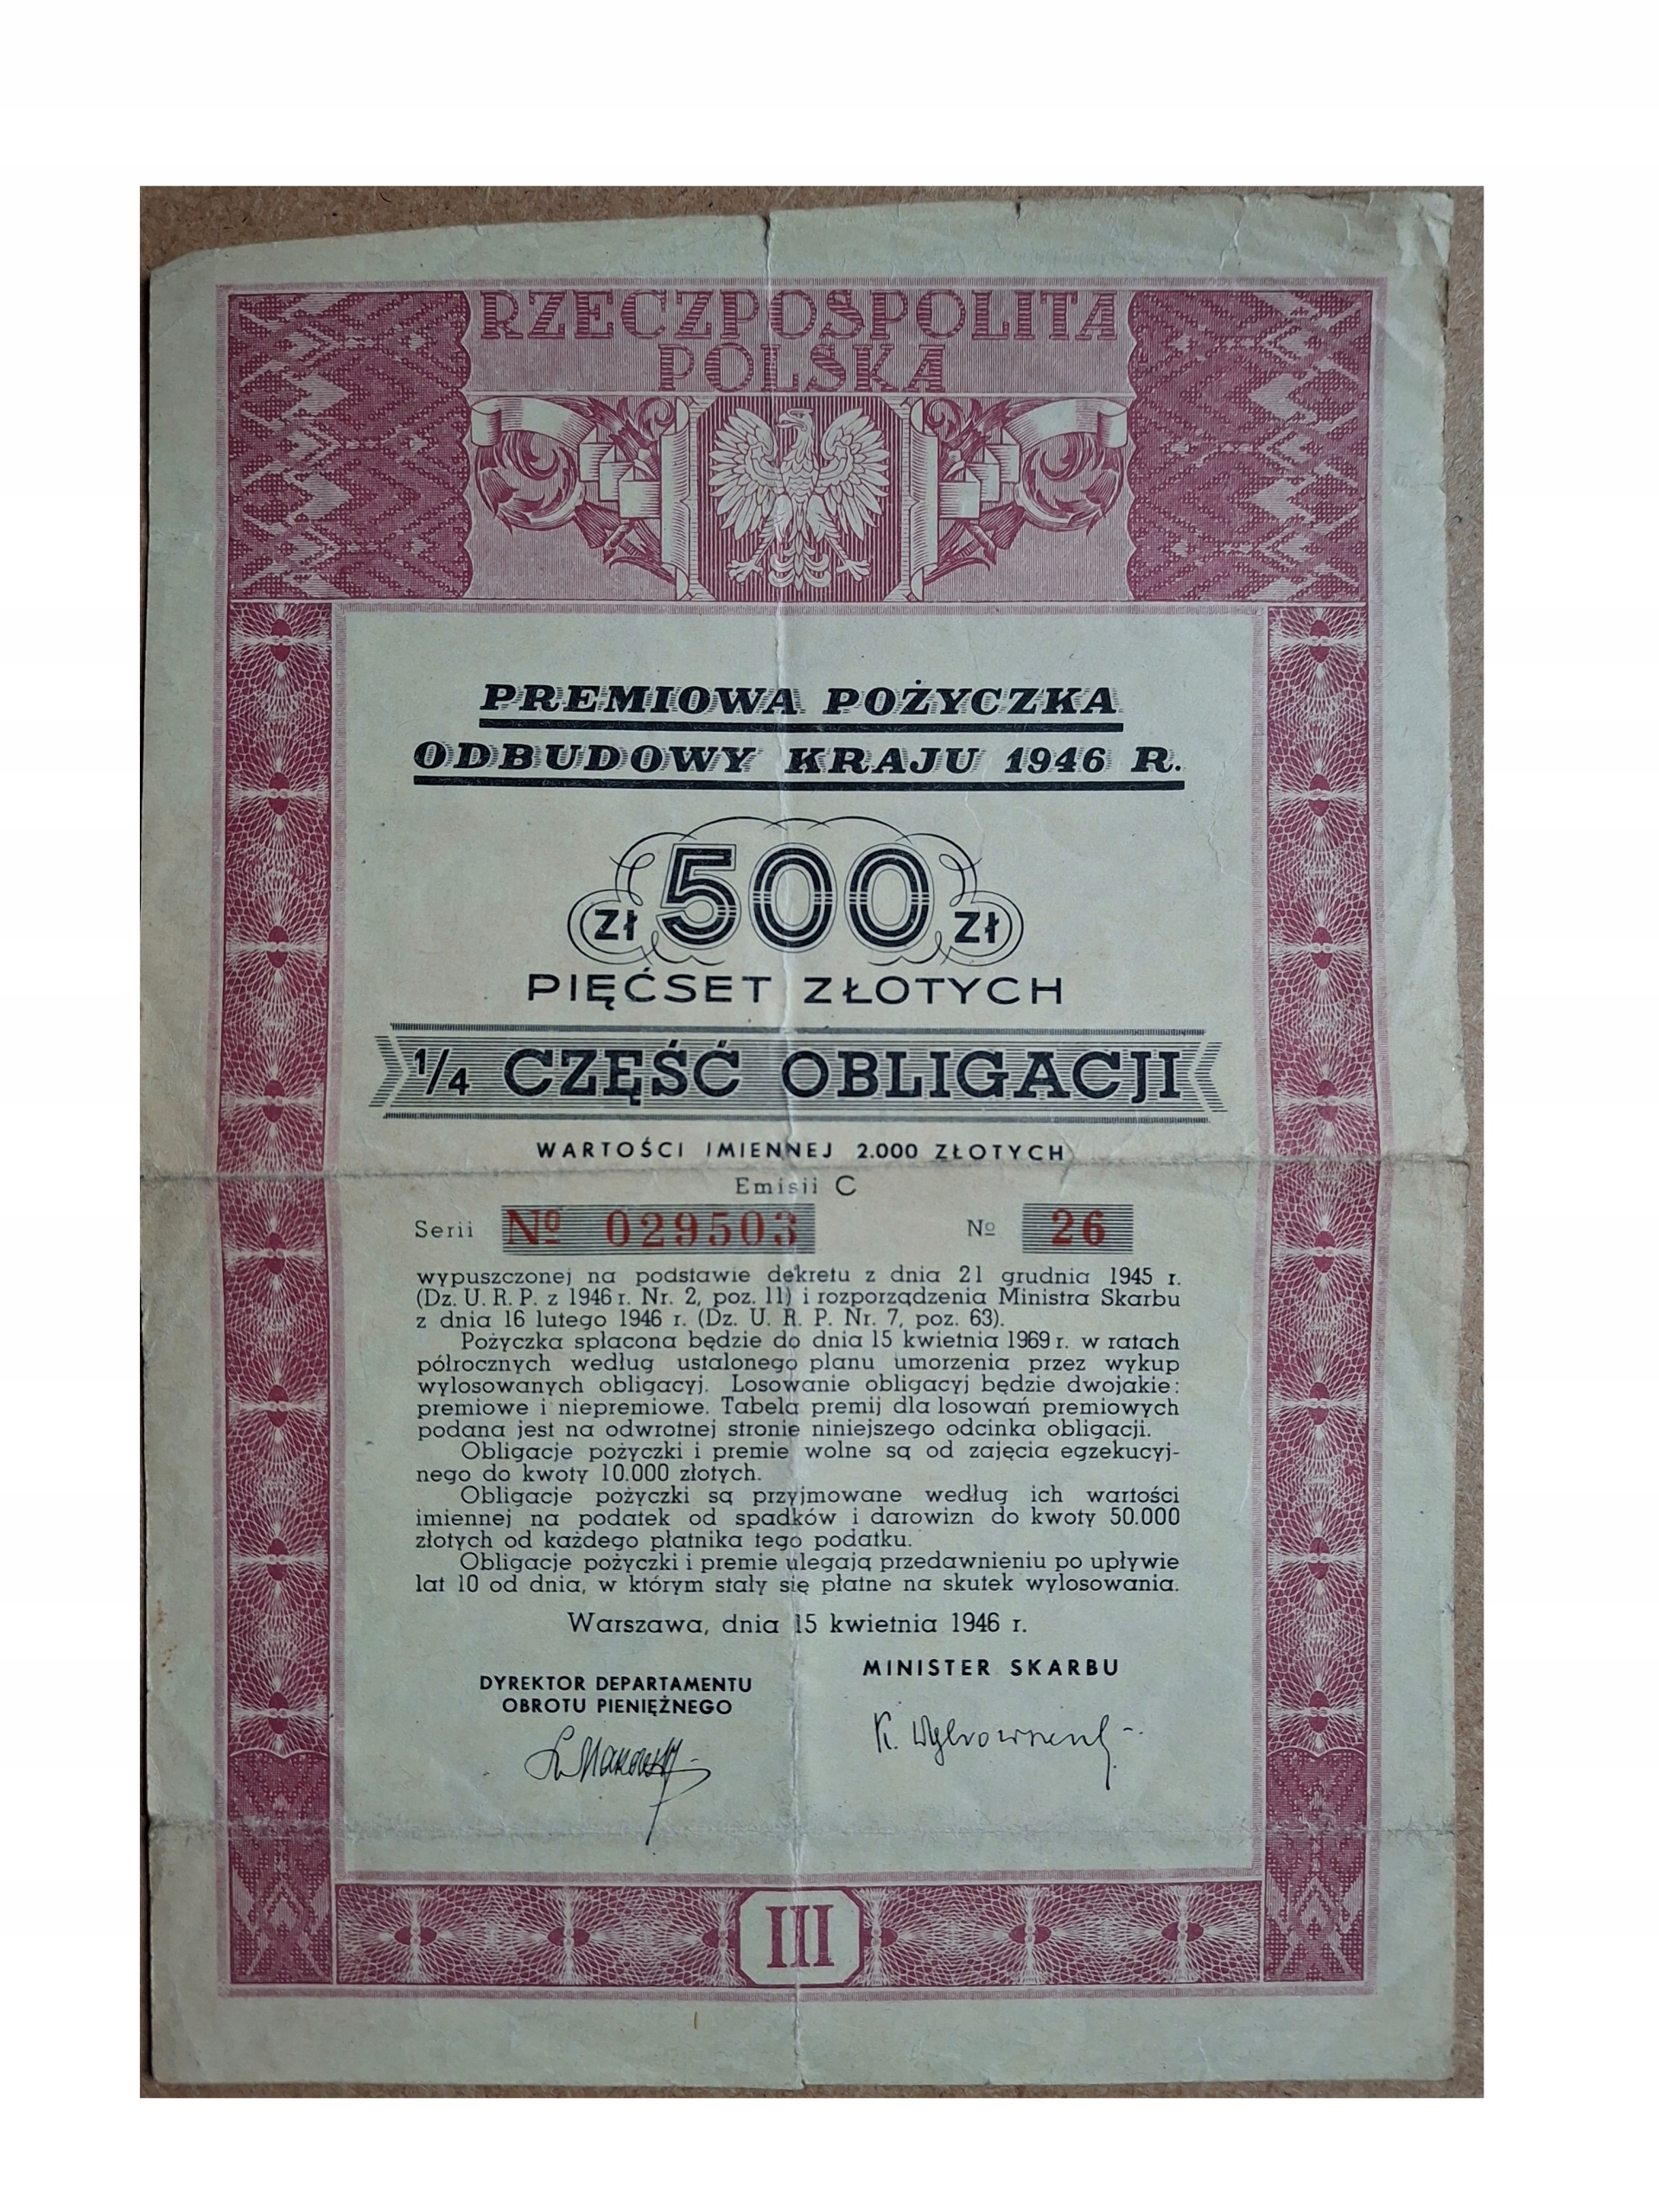 RZECZPOSPOLITA
POLSKA
PREMIOWA POŻYCZKA
ODBUDOWY KRAJU 1946 R.
ZŁ 500 ZŁ
PIĘĆSET ZŁOTYCH
1/4 CZĘŚĆ OBLIGACJI
WARTOŚCI IMIENNEJ 2.000 ZŁOTYCH
Emisji C
Serii Nº 029503 Nº 26
wypuszczonej na podstawie dekretu z dnia 21 grudnia 1945 r.
(Dz. U. R. P. z 1946 r. Nr. 2, poz. 11) i rozporządzenia Ministra Skarbu
z dnia 16 lutego 1946 r. (Dz. U. R. P. Nr. 7, poz. 63).
Pożyczka spłacona będzie do dnia 15 kwietnia 1969 r. w ratach
półrocznych według ustalonego planu umorzenia przez wykup
wylosowanych obligacyj. Losowanie obligacyj będzie dwojakie:
premiowe i niepremiowe. Tabela premij dla losowań premiowych
podana jest na odwrotnej stronie niniejszego odcinka obligacji.
Obligacje pożyczki i premie wolne są od zajęcia egzekucyj-
nego do kwoty 10.000 złotych.
Obligacje pożyczki są przyjmowane według ich wartości
imiennej na podatek od spadków i darowizn do kwoty 50.000
złotych od każdego płatnika tego podatku.
Obligacje pożyczki i premie ulegają przedawnieniu po upływie
lat 10 od dnia, w którym stały się płatne na skutek wylosowania.
Warszawa, dnia 15 kwietnia 1946 r.
MINISTER SKARBU
DYREKTOR DEPARTAMENTU
OBROTU PIENIĘŻNEGO
III